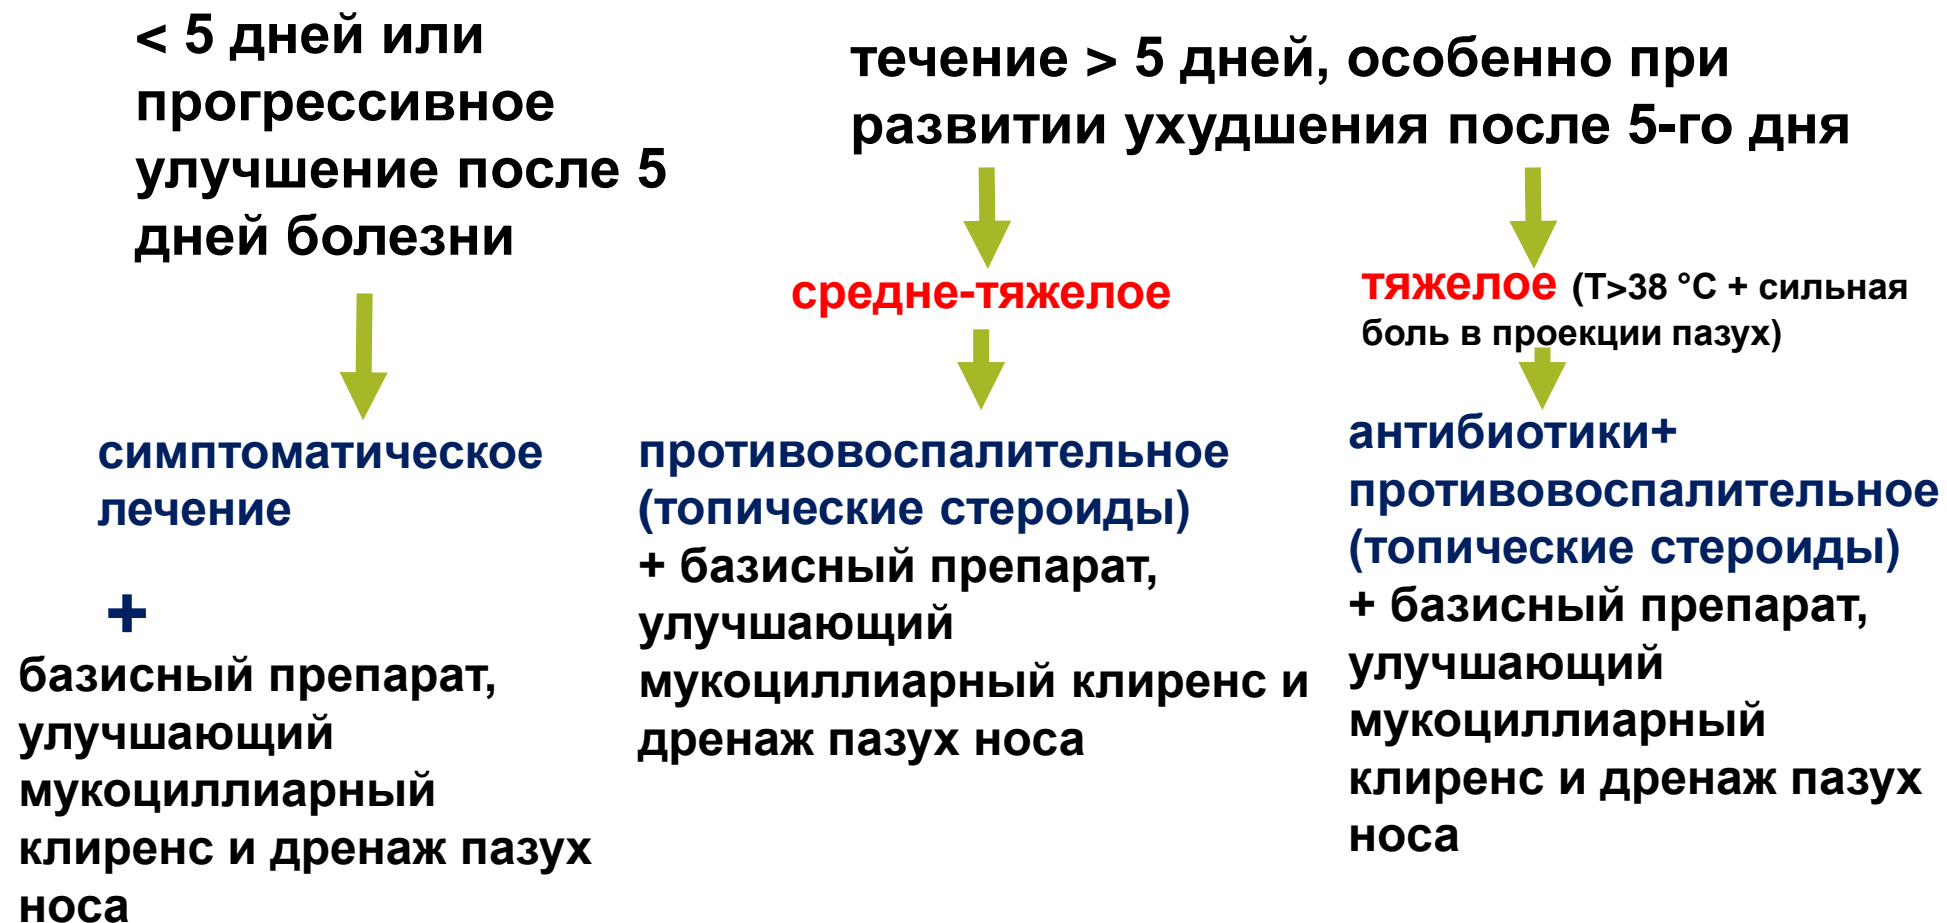 < 5 дней или
прогрессивное
улучшение после 5
дней болезни
симптоматическое
лечение
+
базисный препарат,
улучшающий
мукоциллиарный
клиренс и дренаж пазух
носа
течение > 5 дней, особенно при
развитии ухудшения после 5-го дня
средне-тяжелое
противовоспалительное
(топические стероиды)
+ базисный препарат,
улучшающий
мукоциллиарный клиренс и
дренаж пазух носа
тяжелое (T>38 °C + сильная
боль в проекции пазух)
антибиотики+
противовоспалительное
(топические стероиды)
+ базисный препарат,
улучшающий
мукоциллиарный
клиренс и дренаж пазух
носа